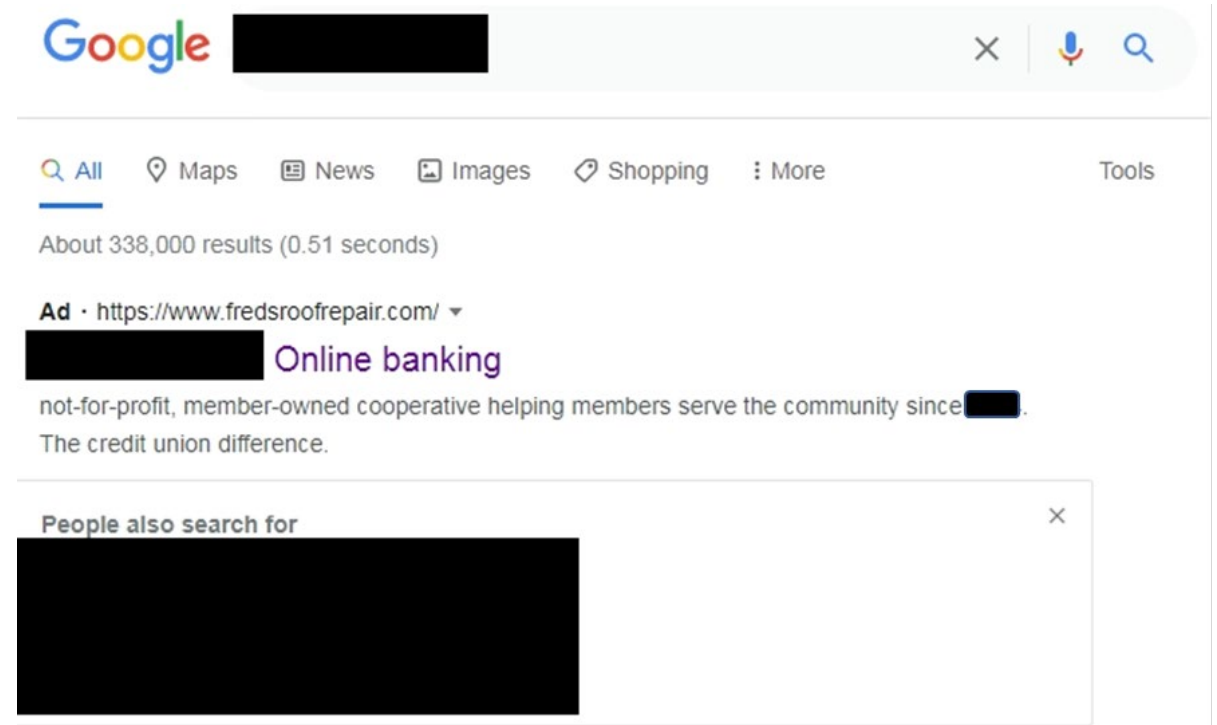 Google
All Maps News Images Shopping More Tools
About 338,000 results (0.51 seconds)
Ad · https://www.fredsroofrepair.com/
Online banking
not-for-profit, member-owned cooperative helping members serve the community since .
The credit union difference.
People also search for